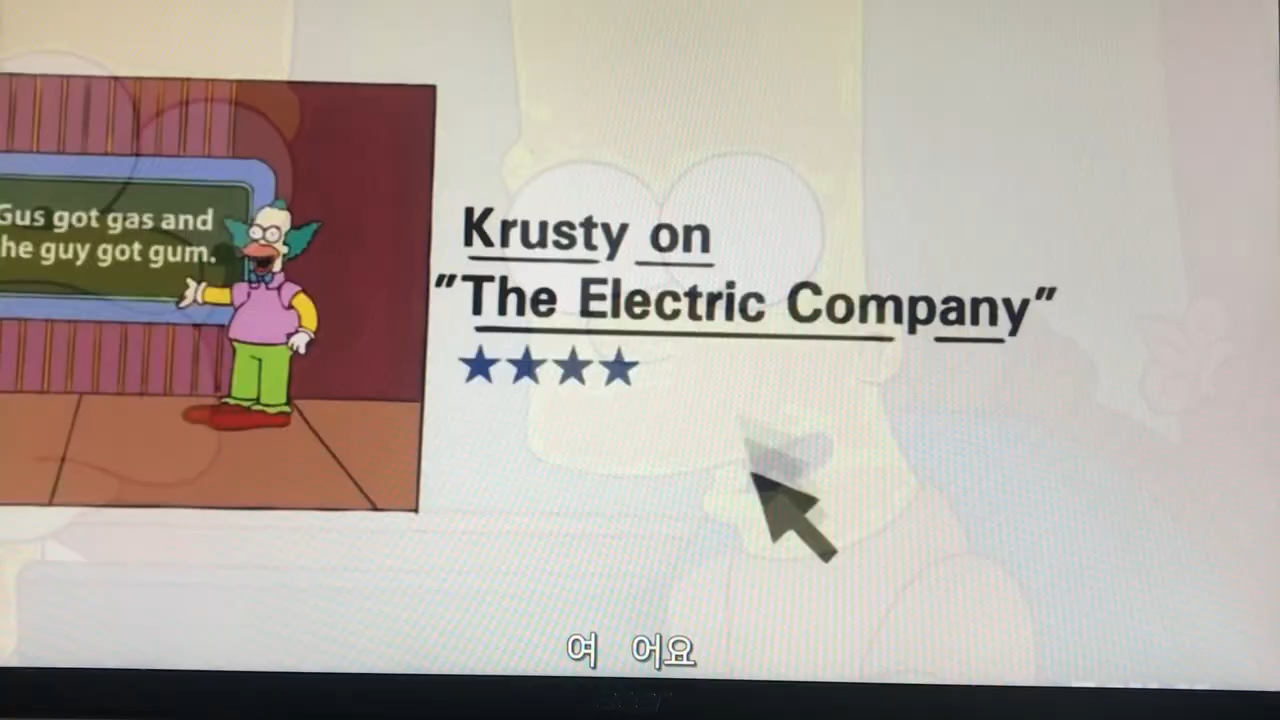 Gus got gas and
he guy got gum.
Krusty on
"The Electric Company"
여 어요